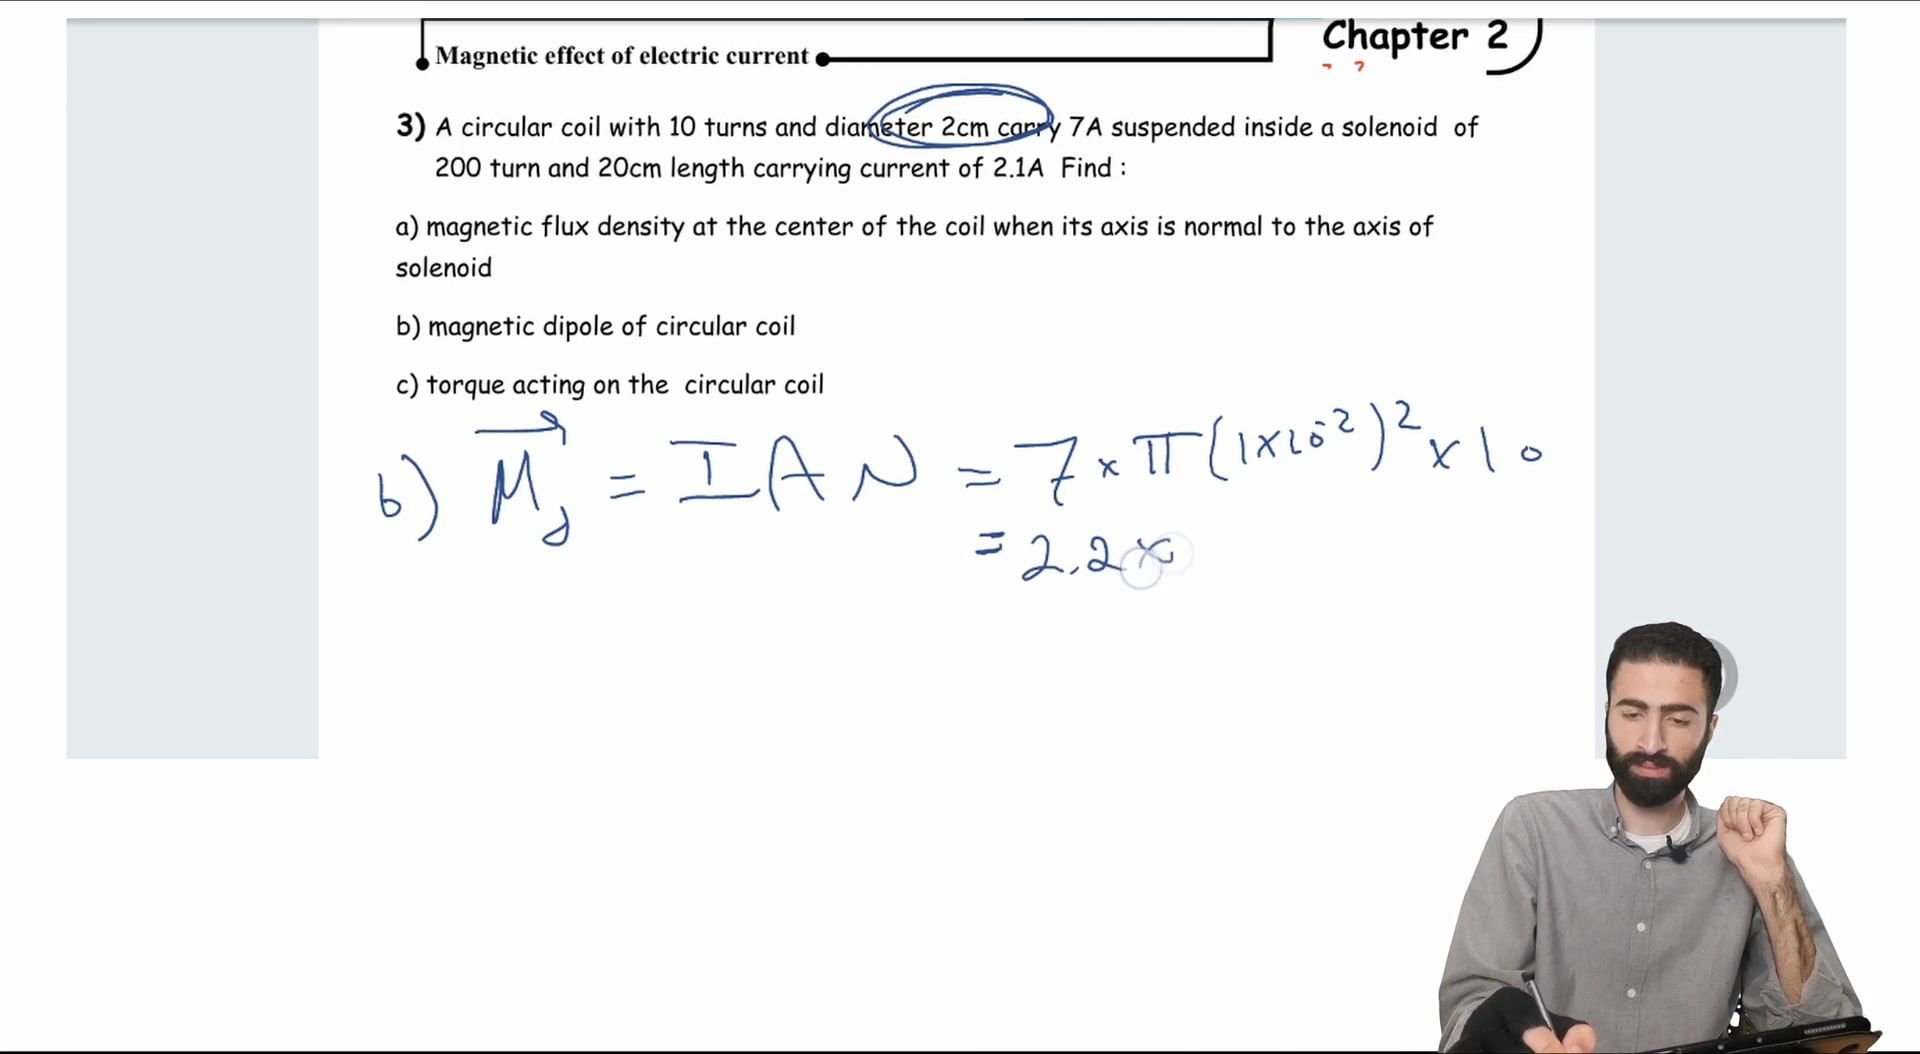 Chapter 2
Magnetic effect of electric current
3) A circular coil with 10 turns and diameter 2cm carry 7A suspended inside a solenoid of
200 turn and 20cm length carrying current of 2.1A Find :
a) magnetic flux density at the center of the coil when its axis is normal to the axis of
solenoid
b) magnetic dipole of circular coil
c) torque acting on the circular coil
b) M⃗d = IAN = 7 × π(1×10⁻²)² × 10
= 2.2 ×